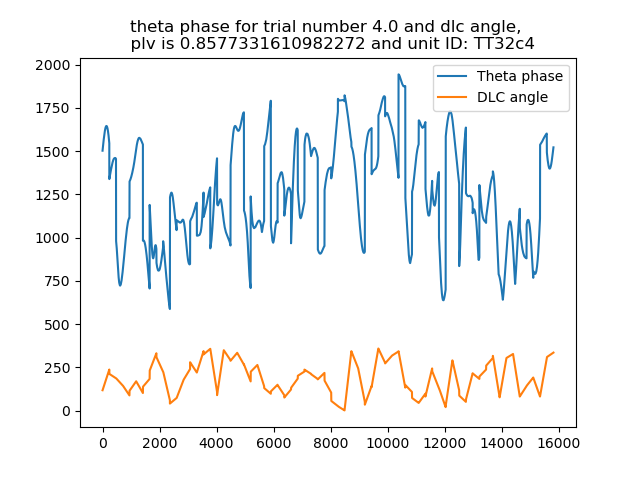 theta phase for trial number 4.0 and dlc angle,
plv is 0.8577331610982272 and unit ID: TT32c4
Theta phase
DLC angle
2000
1750
1500
1250
1000
750
500
250
0
0 2000 4000 6000 8000 10000 12000 14000 16000